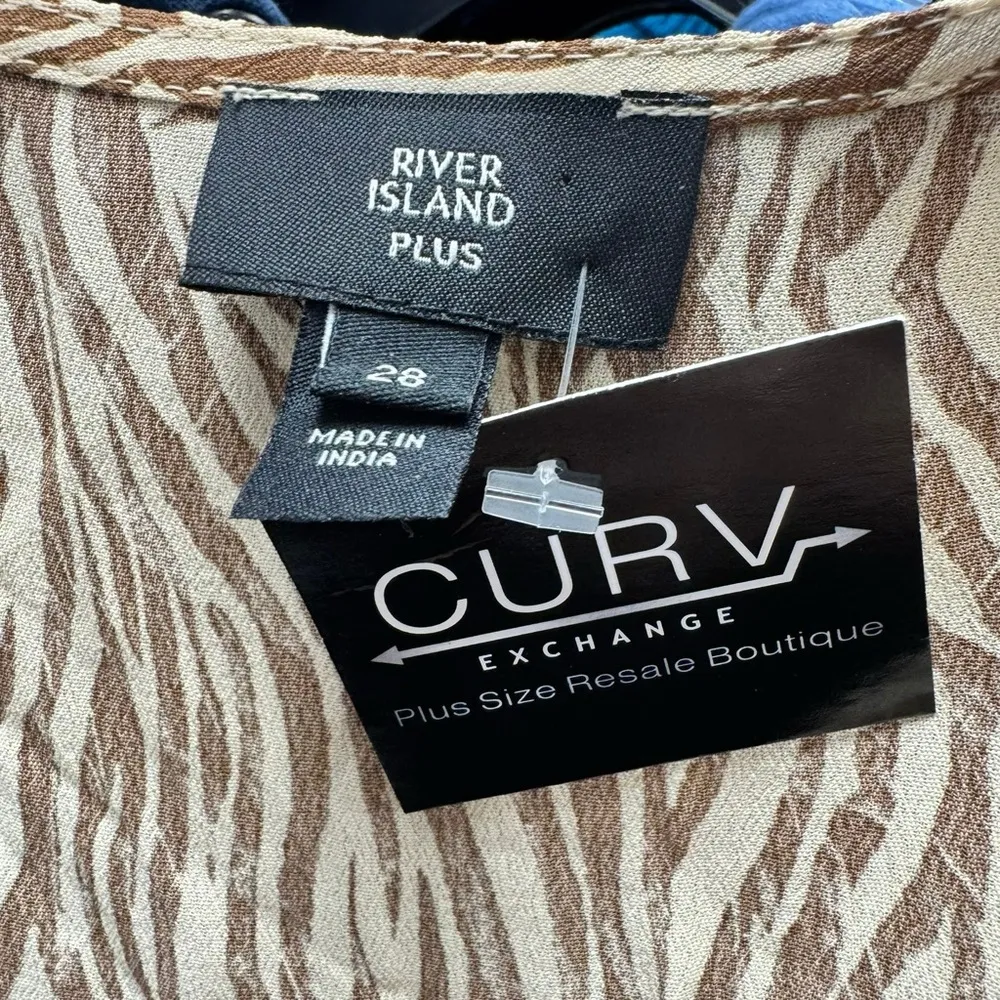 RIVER
ISLAND
PLUS
28
MADE IN
INDIA
CURV
EXCHANGE
Plus Size Resale Boutique